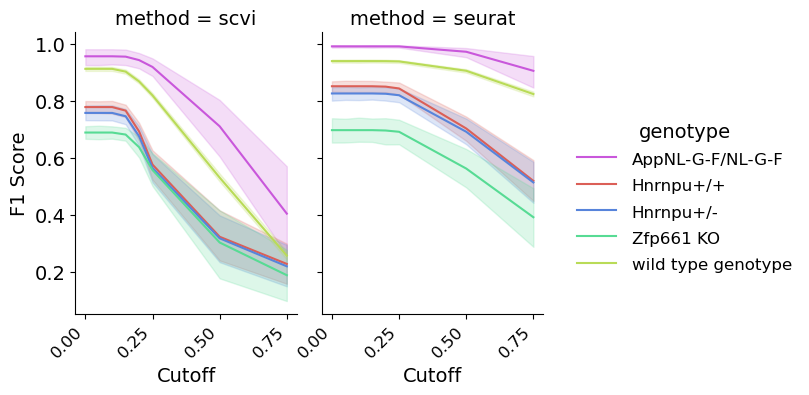 method = scvi
method = seurat
F1 Score
1.0
0.8
0.6
0.4
0.2
0.00
0.25
0.50
0.75
Cutoff
0.00
0.25
0.50
0.75
Cutoff
genotype
AppNL-G-F/NL-G-F
Hnrnpu+/+
Hnrnpu+/-
Zfp661 KO
wild type genotype